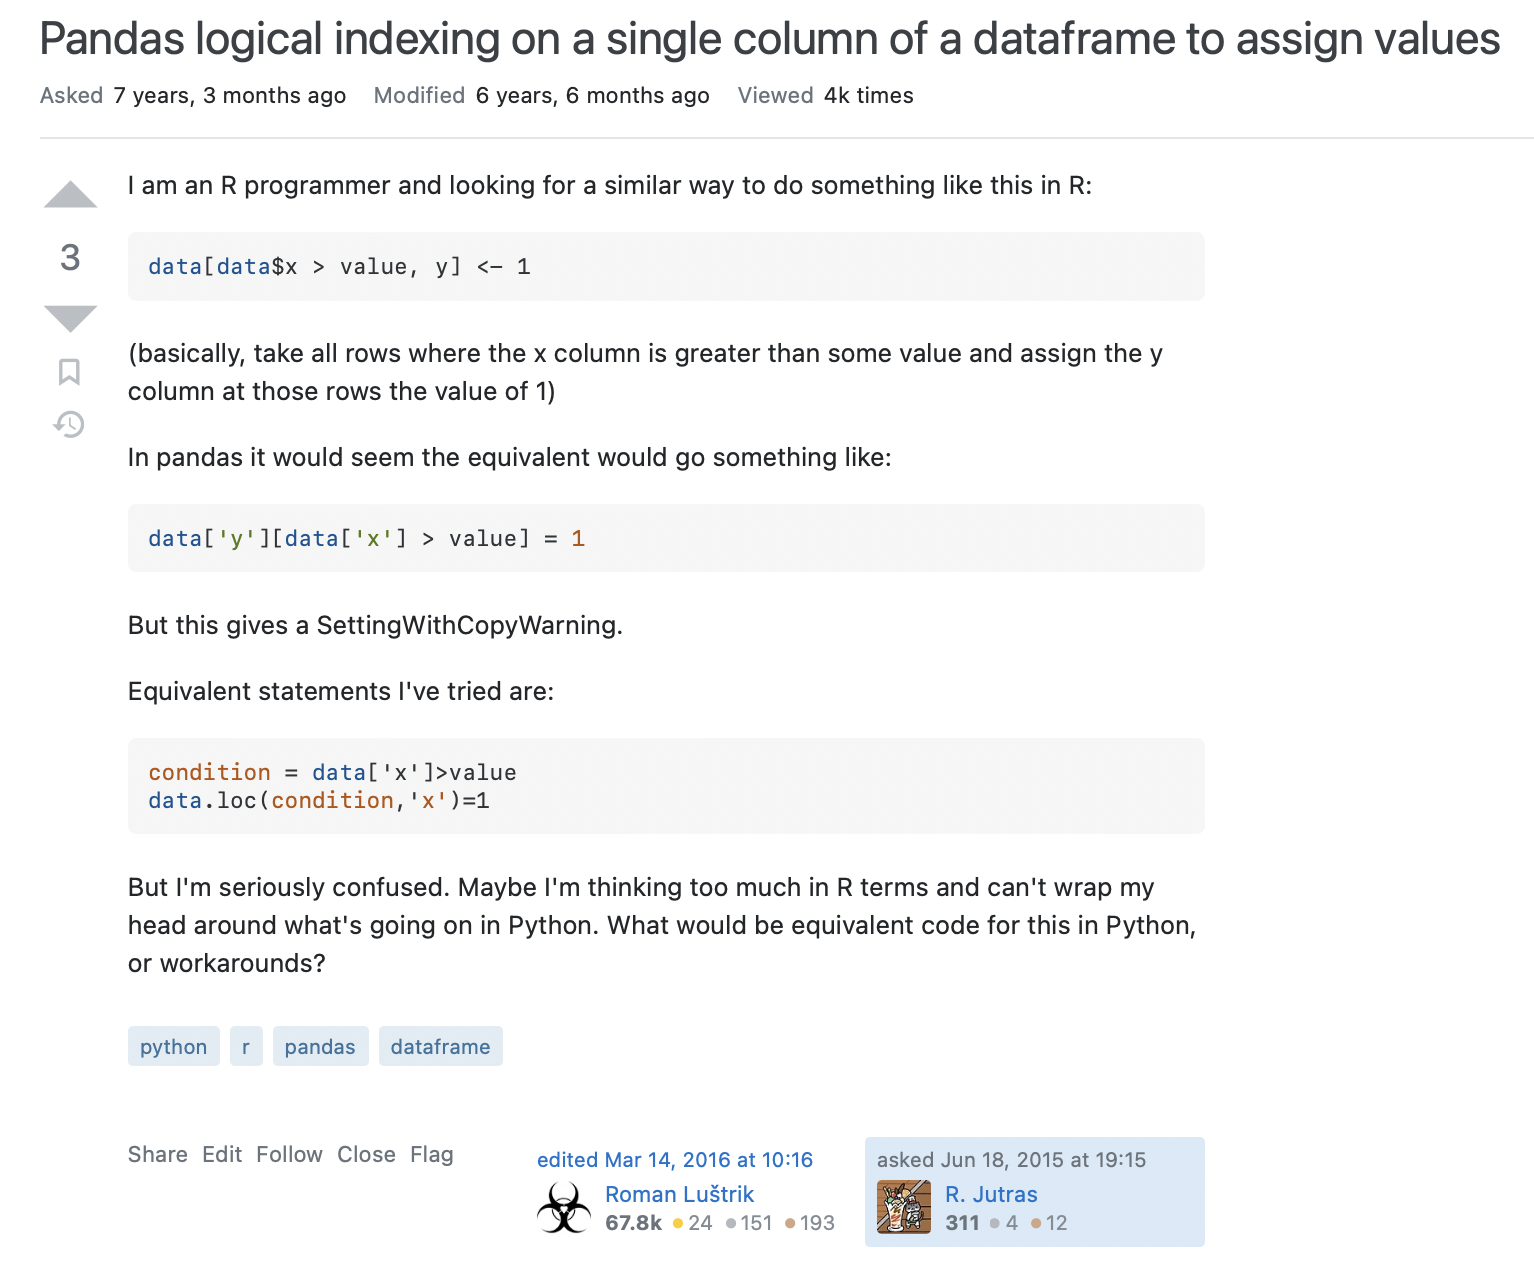 Pandas logical indexing on a single column of a dataframe to assign values
Asked 7 years, 3 months ago Modified 6 years, 6 months ago Viewed 4k times
I am an R programmer and looking for a similar way to do something like this in R:
3
data[data$x > value, y] <- 1
(basically, take all rows where the x column is greater than some value and assign the y
column at those rows the value of 1)
In pandas it would seem the equivalent would go something like:
data['y'][data['x'] > value] = 1
But this gives a SettingWithCopyWarning.
Equivalent statements I've tried are:
condition = data['x']>value
data.loc(condition,'x')=1
But I'm seriously confused. Maybe I'm thinking too much in R terms and can't wrap my
head around what's going on in Python. What would be equivalent code for this in Python,
or workarounds?
python r pandas dataframe
Share Edit Follow Close Flag
edited Mar 14, 2016 at 10:16
Roman Luštrik
67.8k 24 151 193
asked Jun 18, 2015 at 19:15
R. Jutras
311 4 12